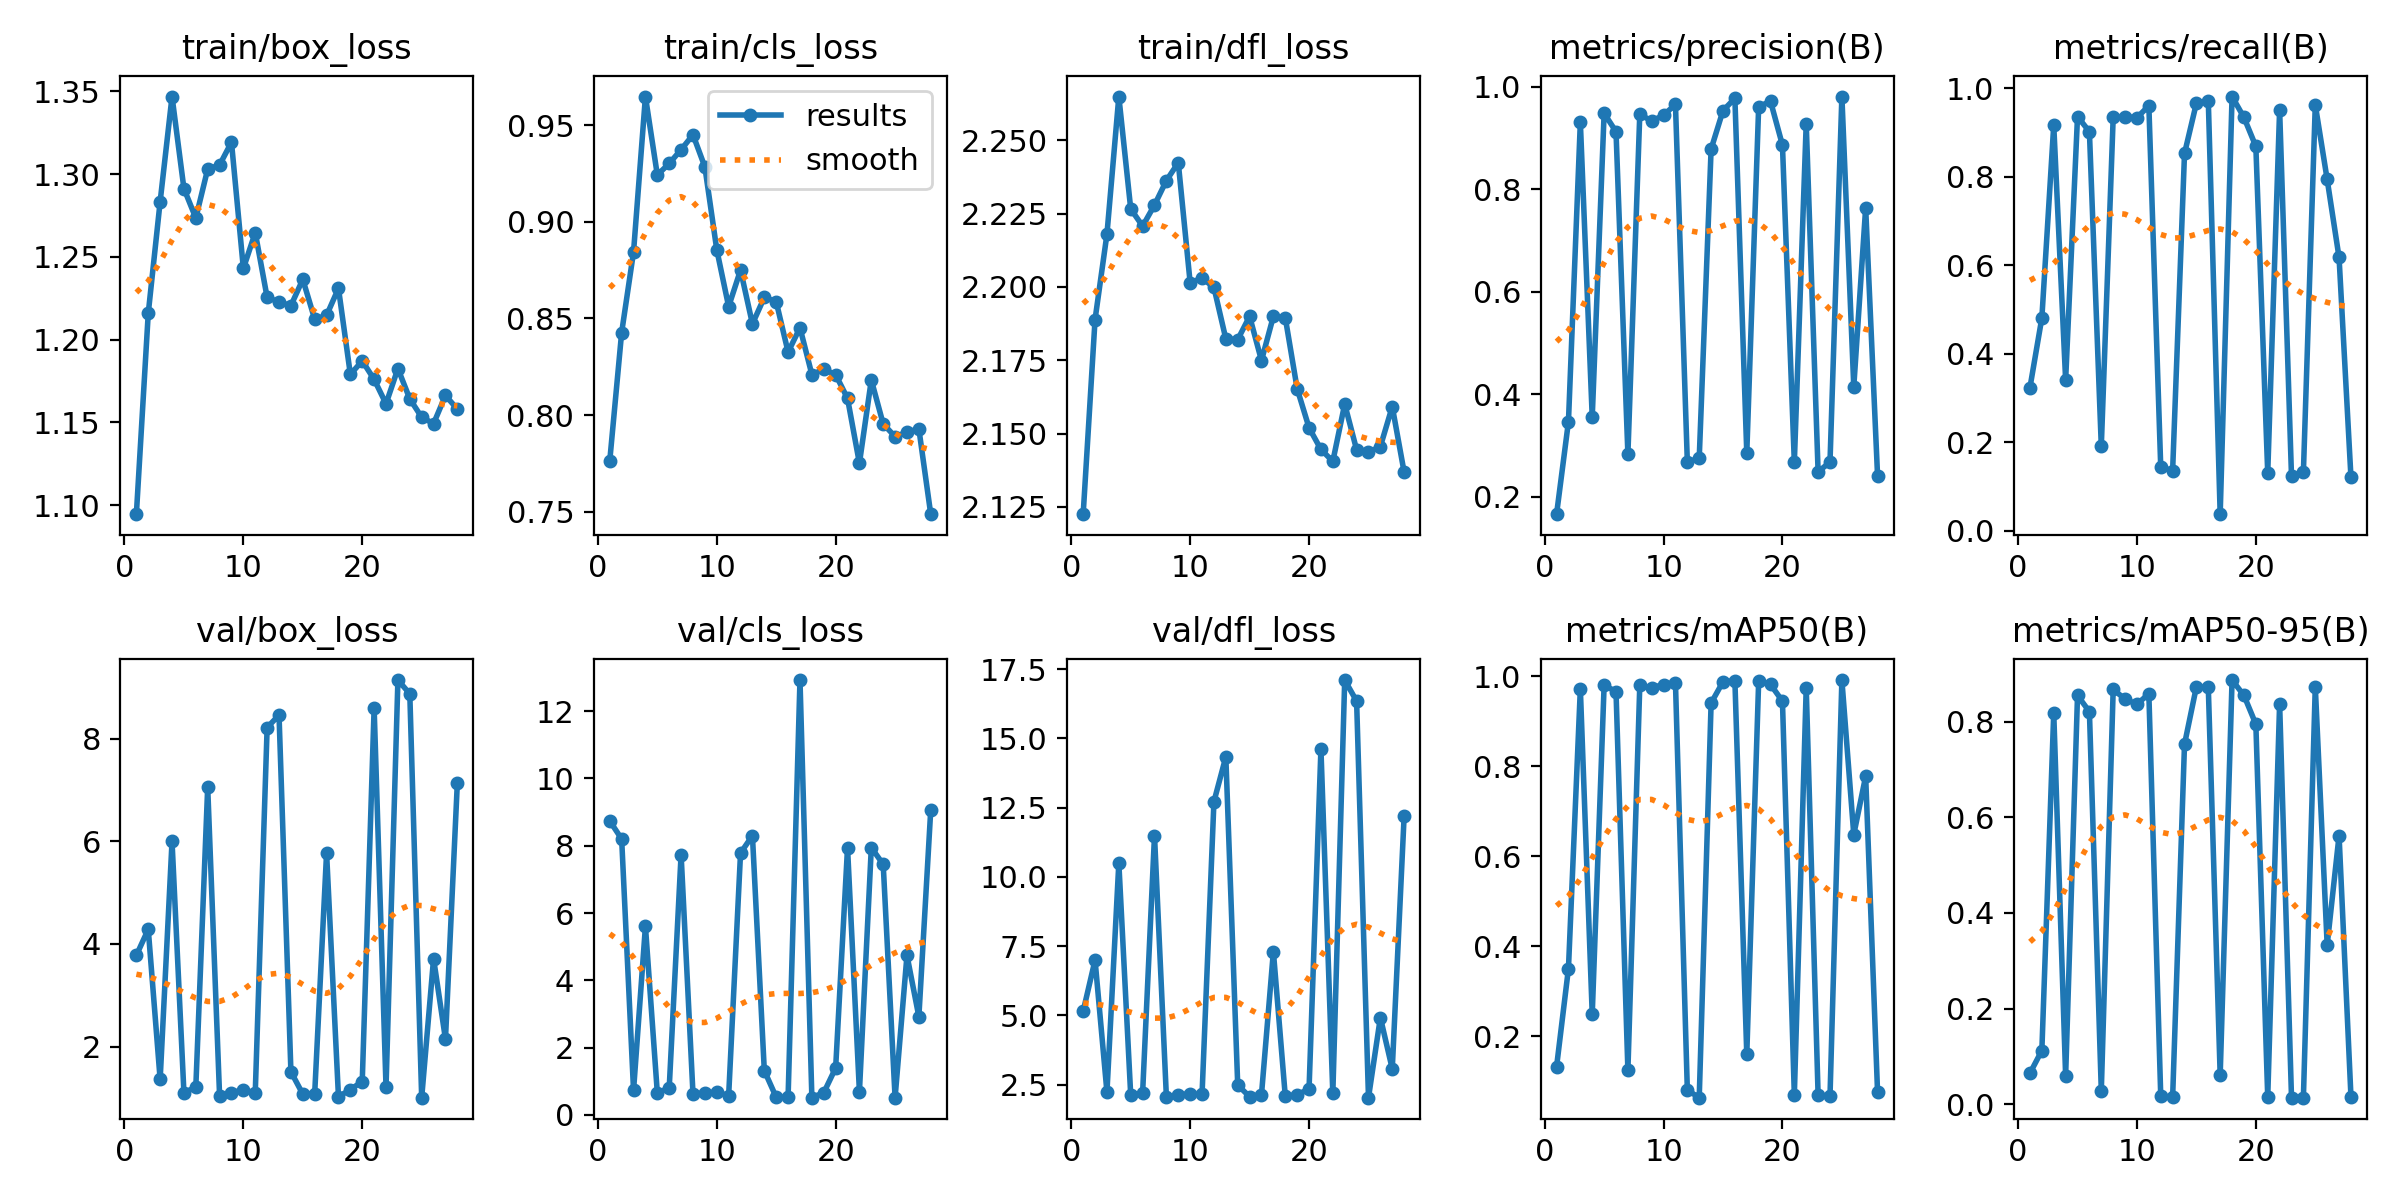 train/box_loss
train/cls_loss
train/dfl_loss
metrics/precision(B)
metrics/recall(B)
1.35
1.30
1.25
1.20
1.15
1.10
0 10 20
0.95
0.90
0.85
0.80
0.75
0 10 20
results
smooth
2.250
2.225
2.200
2.175
2.150
2.125
0 10 20
1.0
0.8
0.6
0.4
0.2
0 10 20
1.0
0.8
0.6
0.4
0.2
0.0
0 10 20
val/box_loss
val/cls_loss
val/dfl_loss
metrics/mAP50(B)
metrics/mAP50-95(B)
8
6
4
2
0 10 20
12
10
8
6
4
2
0
0 10 20
17.5
15.0
12.5
10.0
7.5
5.0
2.5
0 10 20
1.0
0.8
0.6
0.4
0.2
0 10 20
0.8
0.6
0.4
0.2
0.0
0 10 20